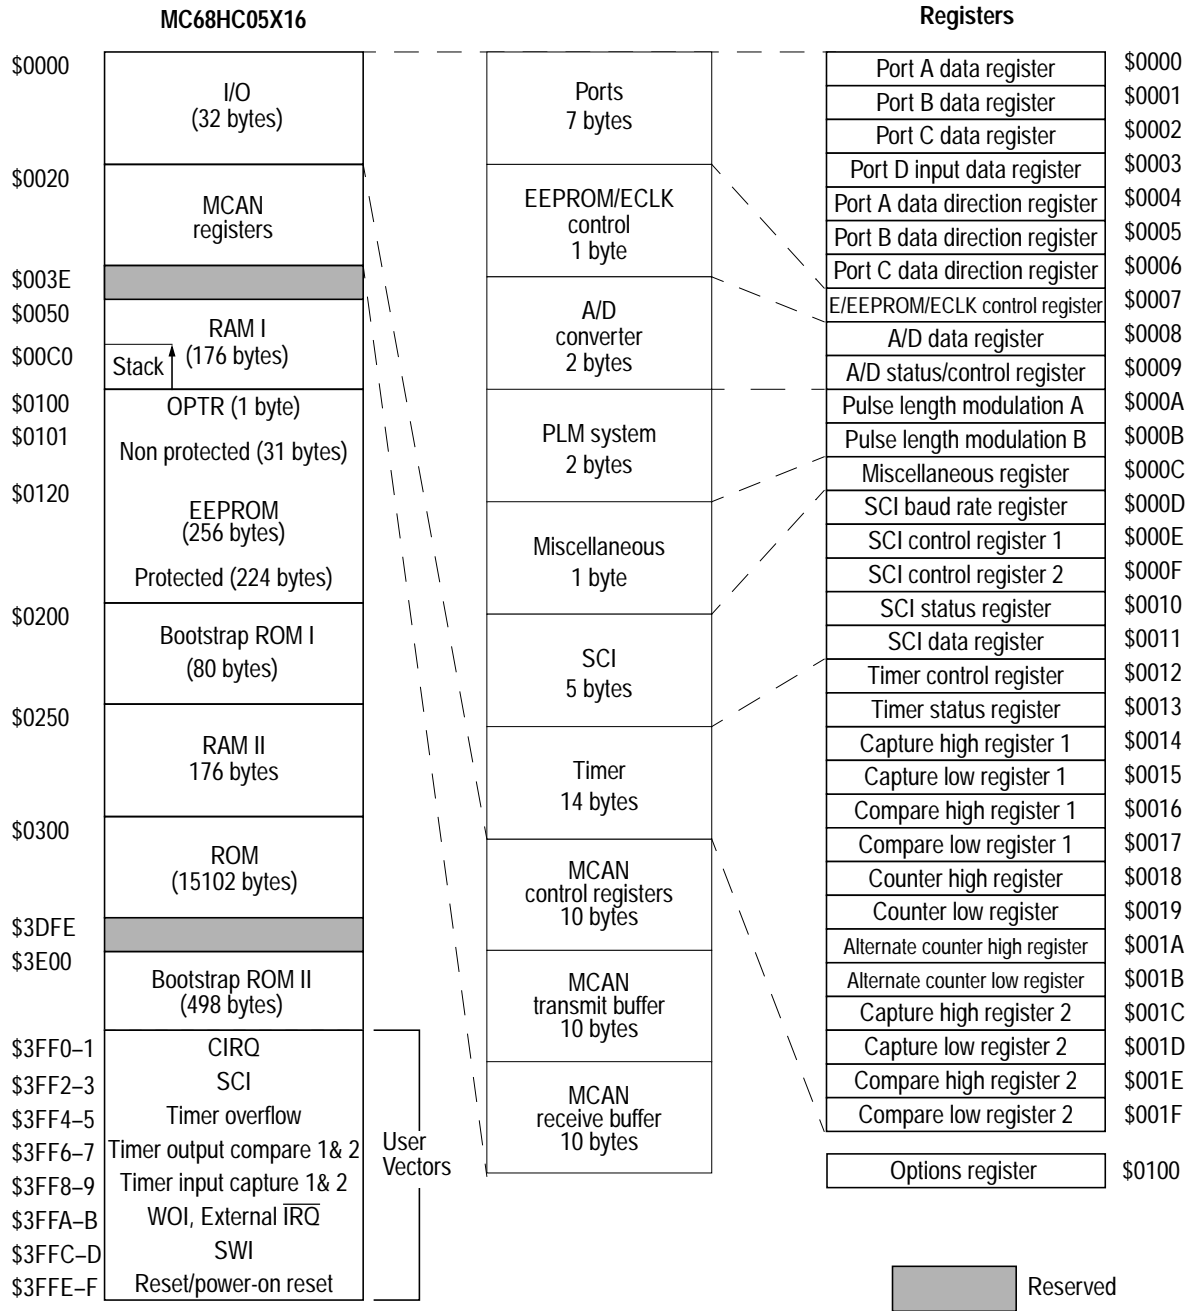 MC68HC05X16
$0000
I/O
(32 bytes)
$0020
MCAN
registers
$003E
$0050
RAM I
(176 bytes)
$00C0
Stack
$0100
OPTR (1 byte)
$0101
Non protected (31 bytes)
$0120
EEPROM
(256 bytes)
Protected (224 bytes)
$0200
Bootstrap ROM I
(80 bytes)
$0250
RAM II
176 bytes
$0300
ROM
(15102 bytes)
$3DFE
$3E00
Bootstrap ROM II
(498 bytes)
$3FF0–1
CIRQ
$3FF2–3
SCI
$3FF4–5
Timer overflow
$3FF6–7
Timer output compare 1& 2
$3FF8–9
Timer input capture 1& 2
$3FFA–B
WOI, External IRQ
$3FFC–D
SWI
$3FFE–F
Reset/power-on reset
User
Vectors
Ports
7 bytes
EEPROM/ECLK
control
1 byte
A/D
converter
2 bytes
PLM system
2 bytes
Miscellaneous
1 byte
SCI
5 bytes
Timer
14 bytes
MCAN
control registers
10 bytes
MCAN
transmit buffer
10 bytes
MCAN
receive buffer
10 bytes
Registers
Port A data register $0000
Port B data register $0001
Port C data register $0002
Port D input data register $0003
Port A data direction register $0004
Port B data direction register $0005
Port C data direction register $0006
E/EEPROM/ECLK control register $0007
A/D data register $0008
A/D status/control register $0009
Pulse length modulation A $000A
Pulse length modulation B $000B
Miscellaneous register $000C
SCI baud rate register $000D
SCI control register 1 $000E
SCI control register 2 $000F
SCI status register $0010
SCI data register $0011
Timer control register $0012
Timer status register $0013
Capture high register 1 $0014
Capture low register 1 $0015
Compare high register 1 $0016
Compare low register 1 $0017
Counter high register $0018
Counter low register $0019
Alternate counter high register $001A
Alternate counter low register $001B
Capture high register 2 $001C
Capture low register 2 $001D
Compare high register 2 $001E
Compare low register 2 $001F
Options register $0100
Reserved